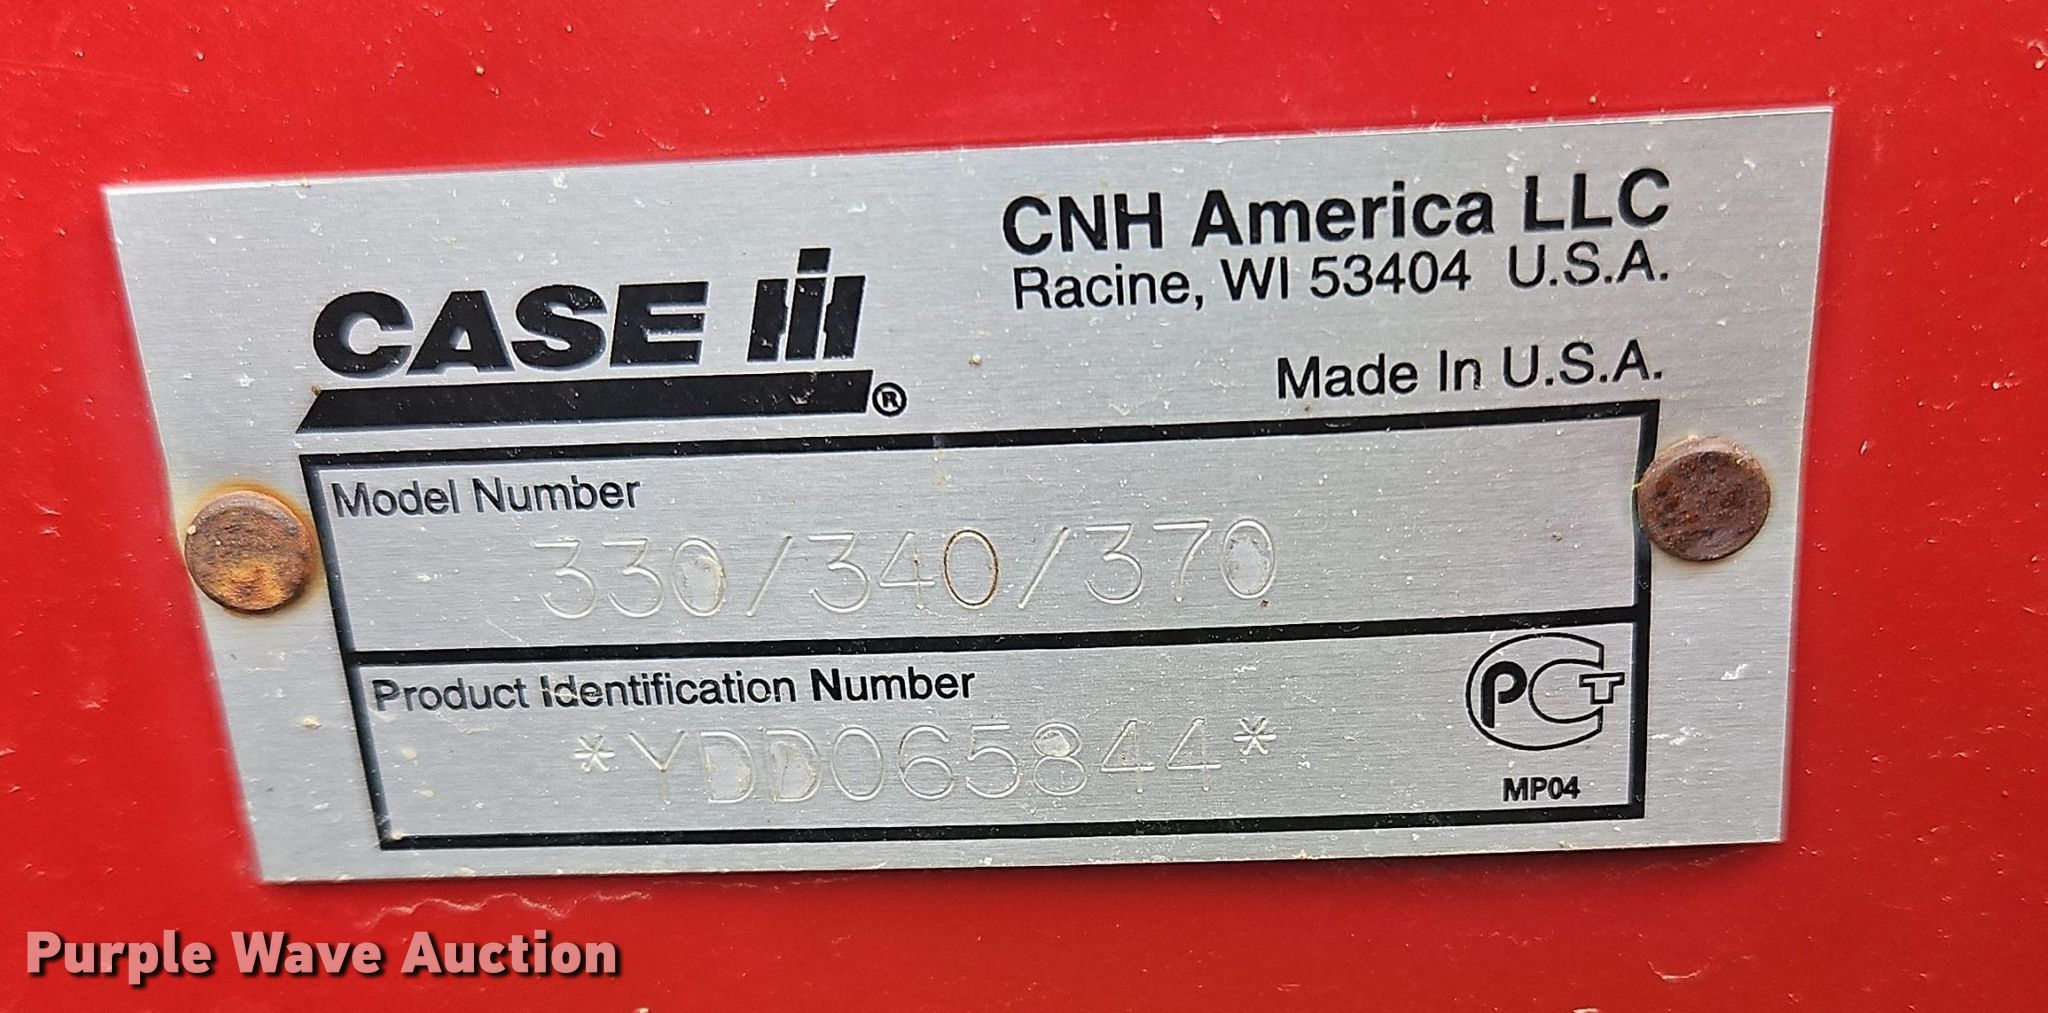 CNH America LLC
Racine, WI 53404 U.S.A.
CASE IH ®
Made In U.S.A.
Model Number
330/340/370
Product Identification Number
*YDD065844*
PCT
MP04
Purple Wave Auction